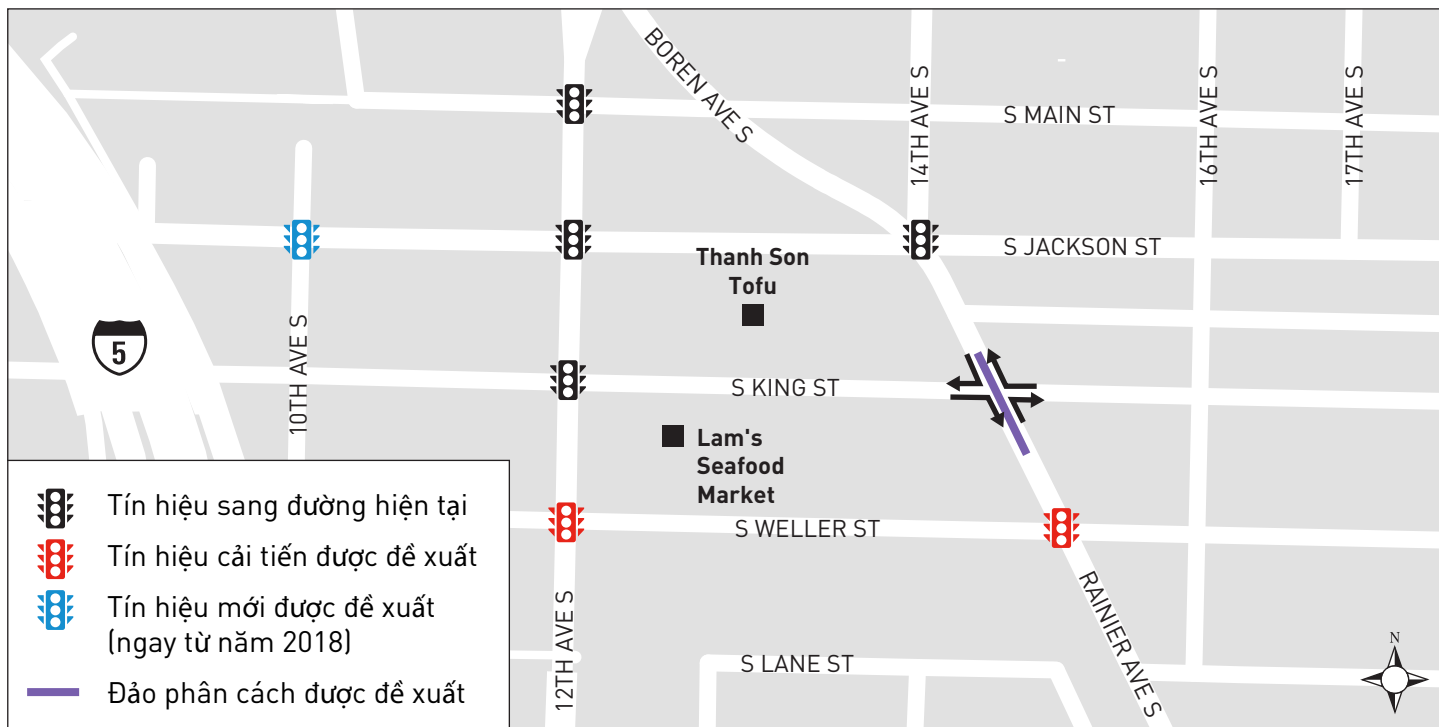 BOREN AVE S
14TH AVE S
16TH AVE S
17TH AVE S
S MAIN ST
S JACKSON ST
Thanh Son
Tofu
5
10TH AVE S
S KING ST
Lam's
Seafood
Market
S WELLER ST
12TH AVE S
RAINIER AVE S
S LANE ST
N
Tín hiệu sang đường hiện tại
Tín hiệu cải tiến được đề xuất
Tín hiệu mới được đề xuất
(ngay từ năm 2018)
Đảo phân cách được đề xuất